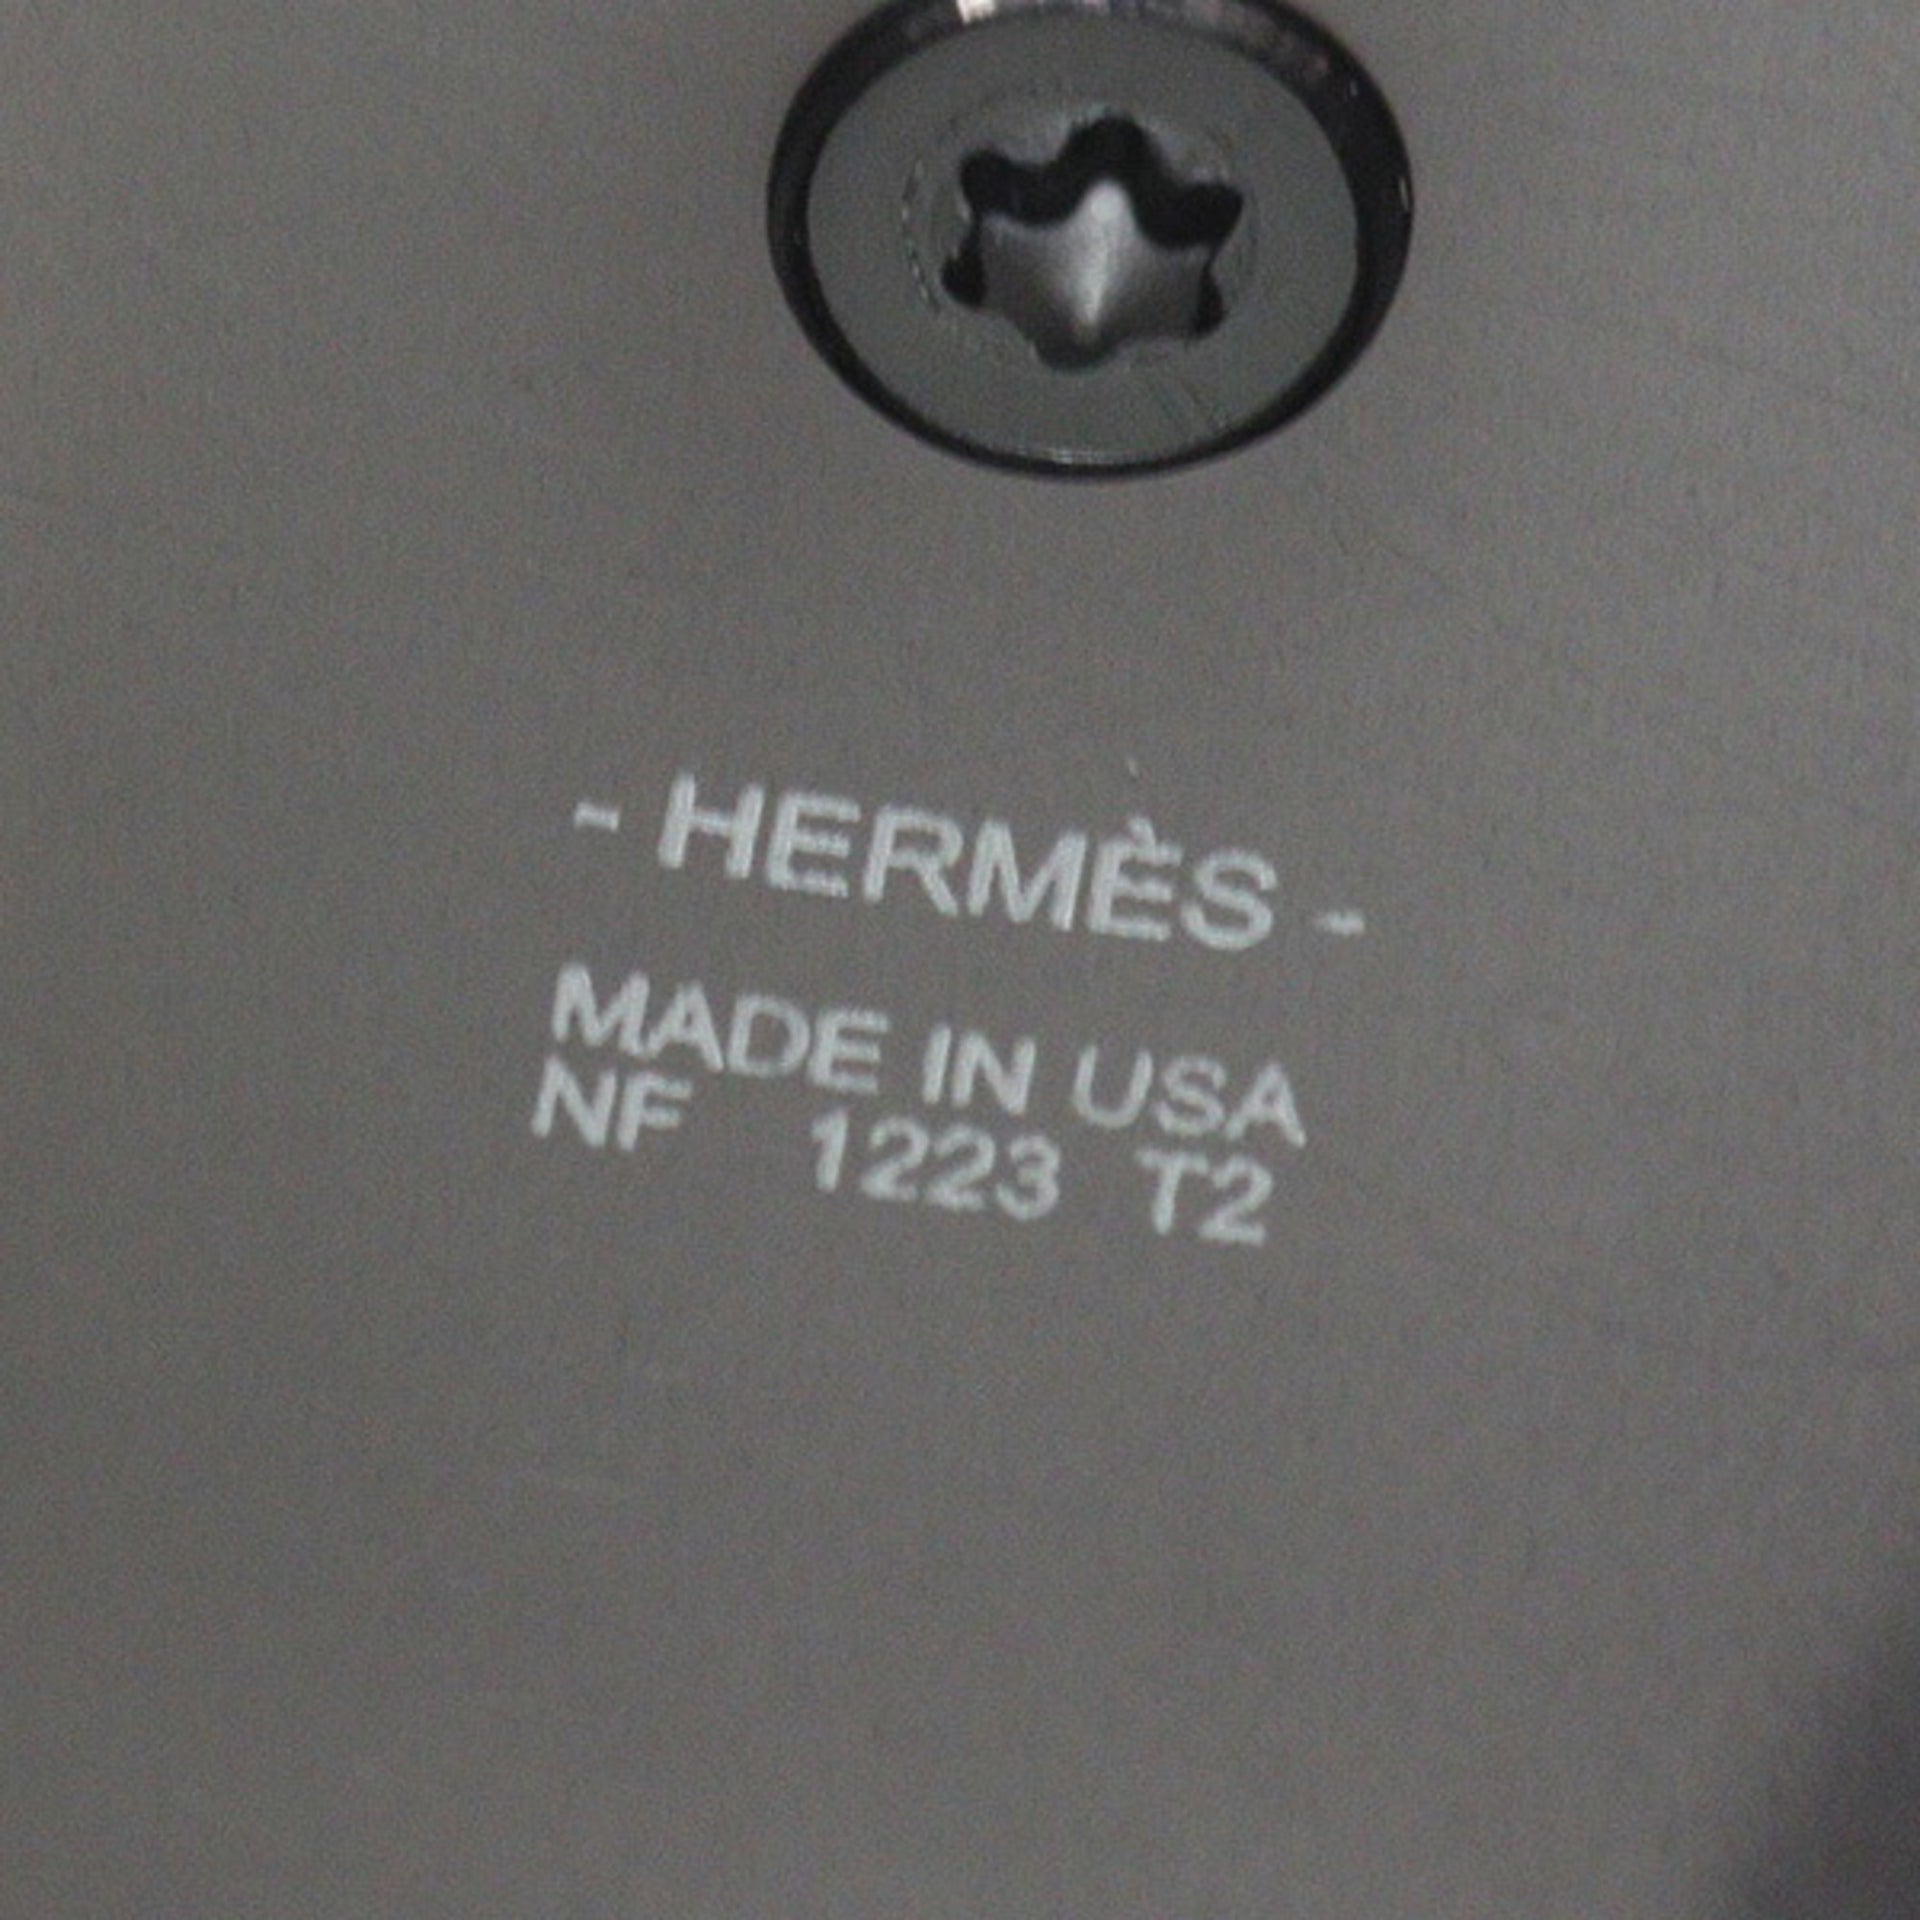 - HERMÈS -
MADE IN USA
NF 1223 T2